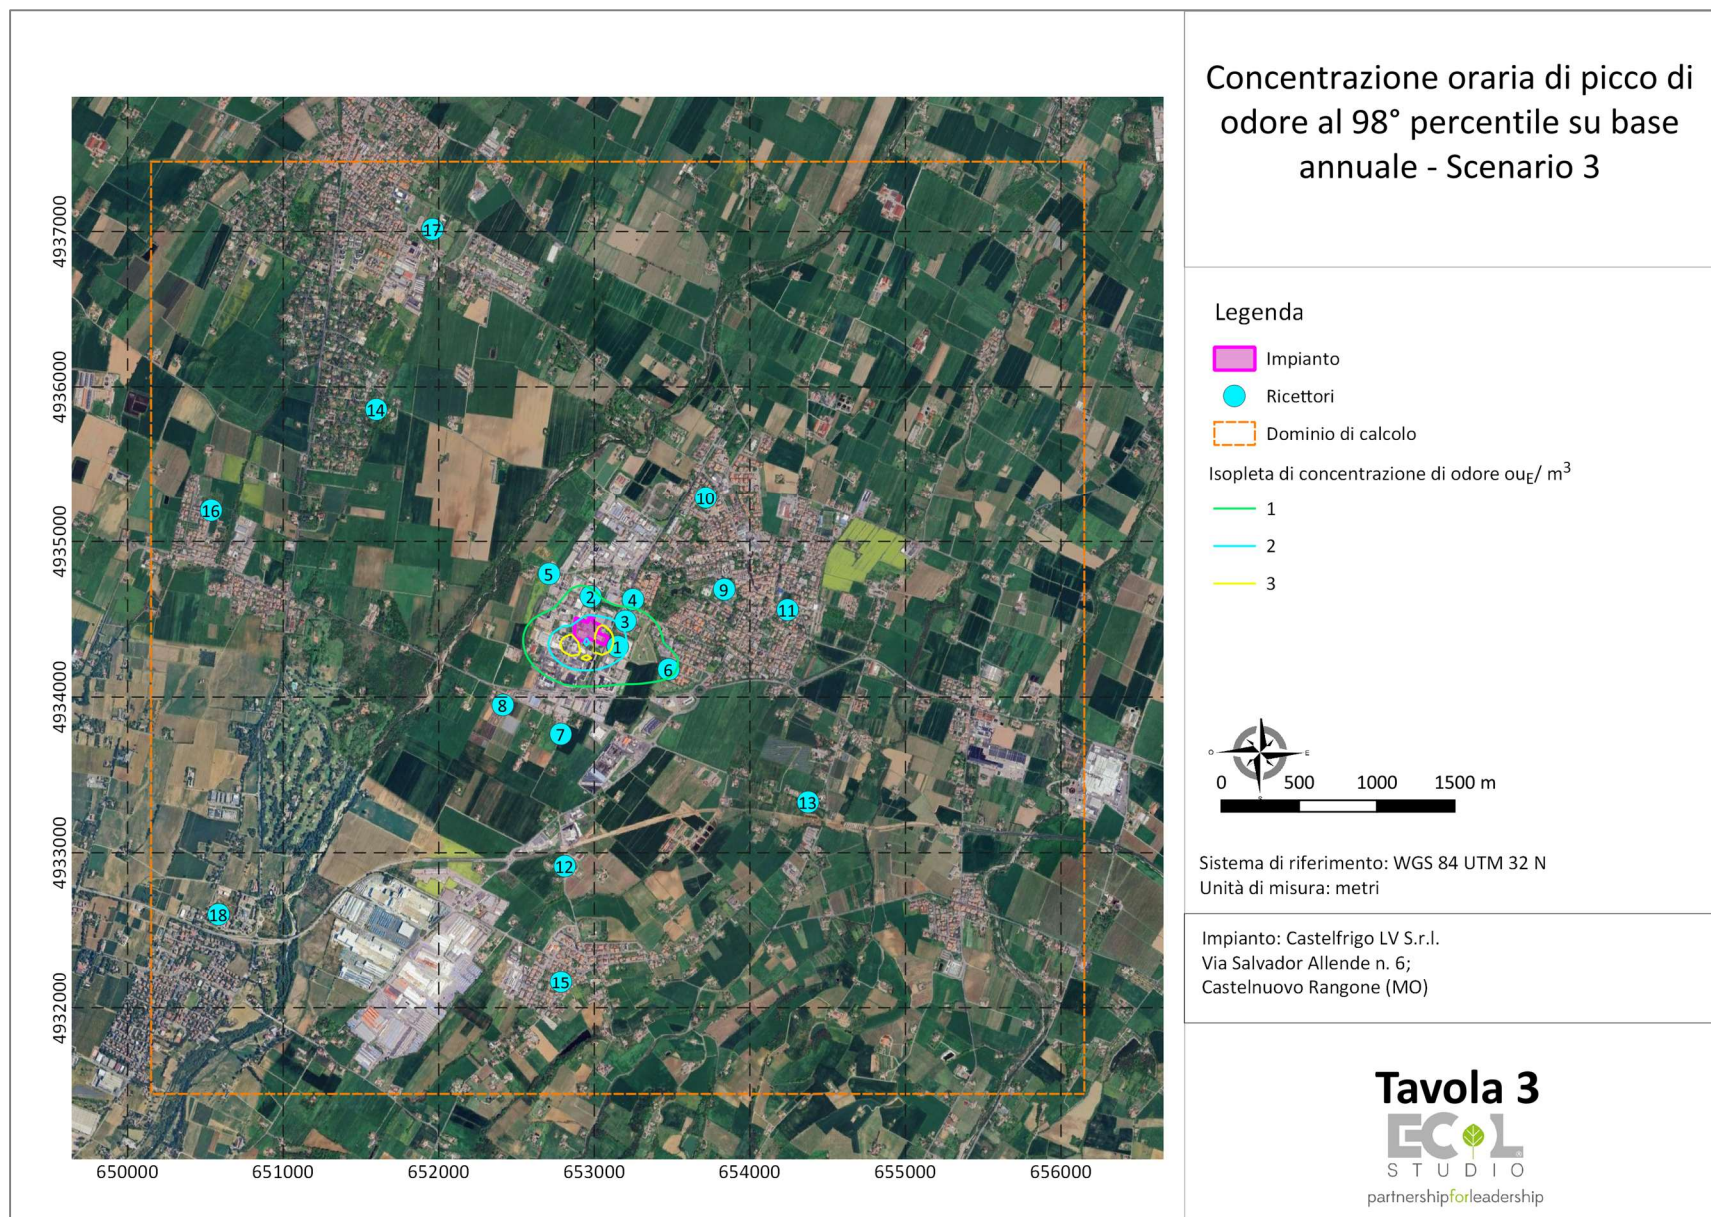 Concentrazione oraria di picco di
odore al 98° percentile su base
annuale - Scenario 3
Legenda
Impianto
Ricettori
Dominio di calcolo
Isopleta di concentrazione di odore ouE/ m3
1
2
3
O
E
0 500 1000 1500 m
Sistema di riferimento: WGS 84 UTM 32 N
Unità di misura: metri
Impianto: Castelfrigo LV S.r.l.
Via Salvador Allende n. 6;
Castelnuovo Rangone (MO)
Tavola 3
ECOL
STUDIO
partnershipforleadership
4937000
4936000
4935000
4934000
4933000
4932000
650000 651000 652000 653000 654000 655000 656000
17
14
10
16
5
9
2
4
11
3
1
6
8
7
13
12
18
15